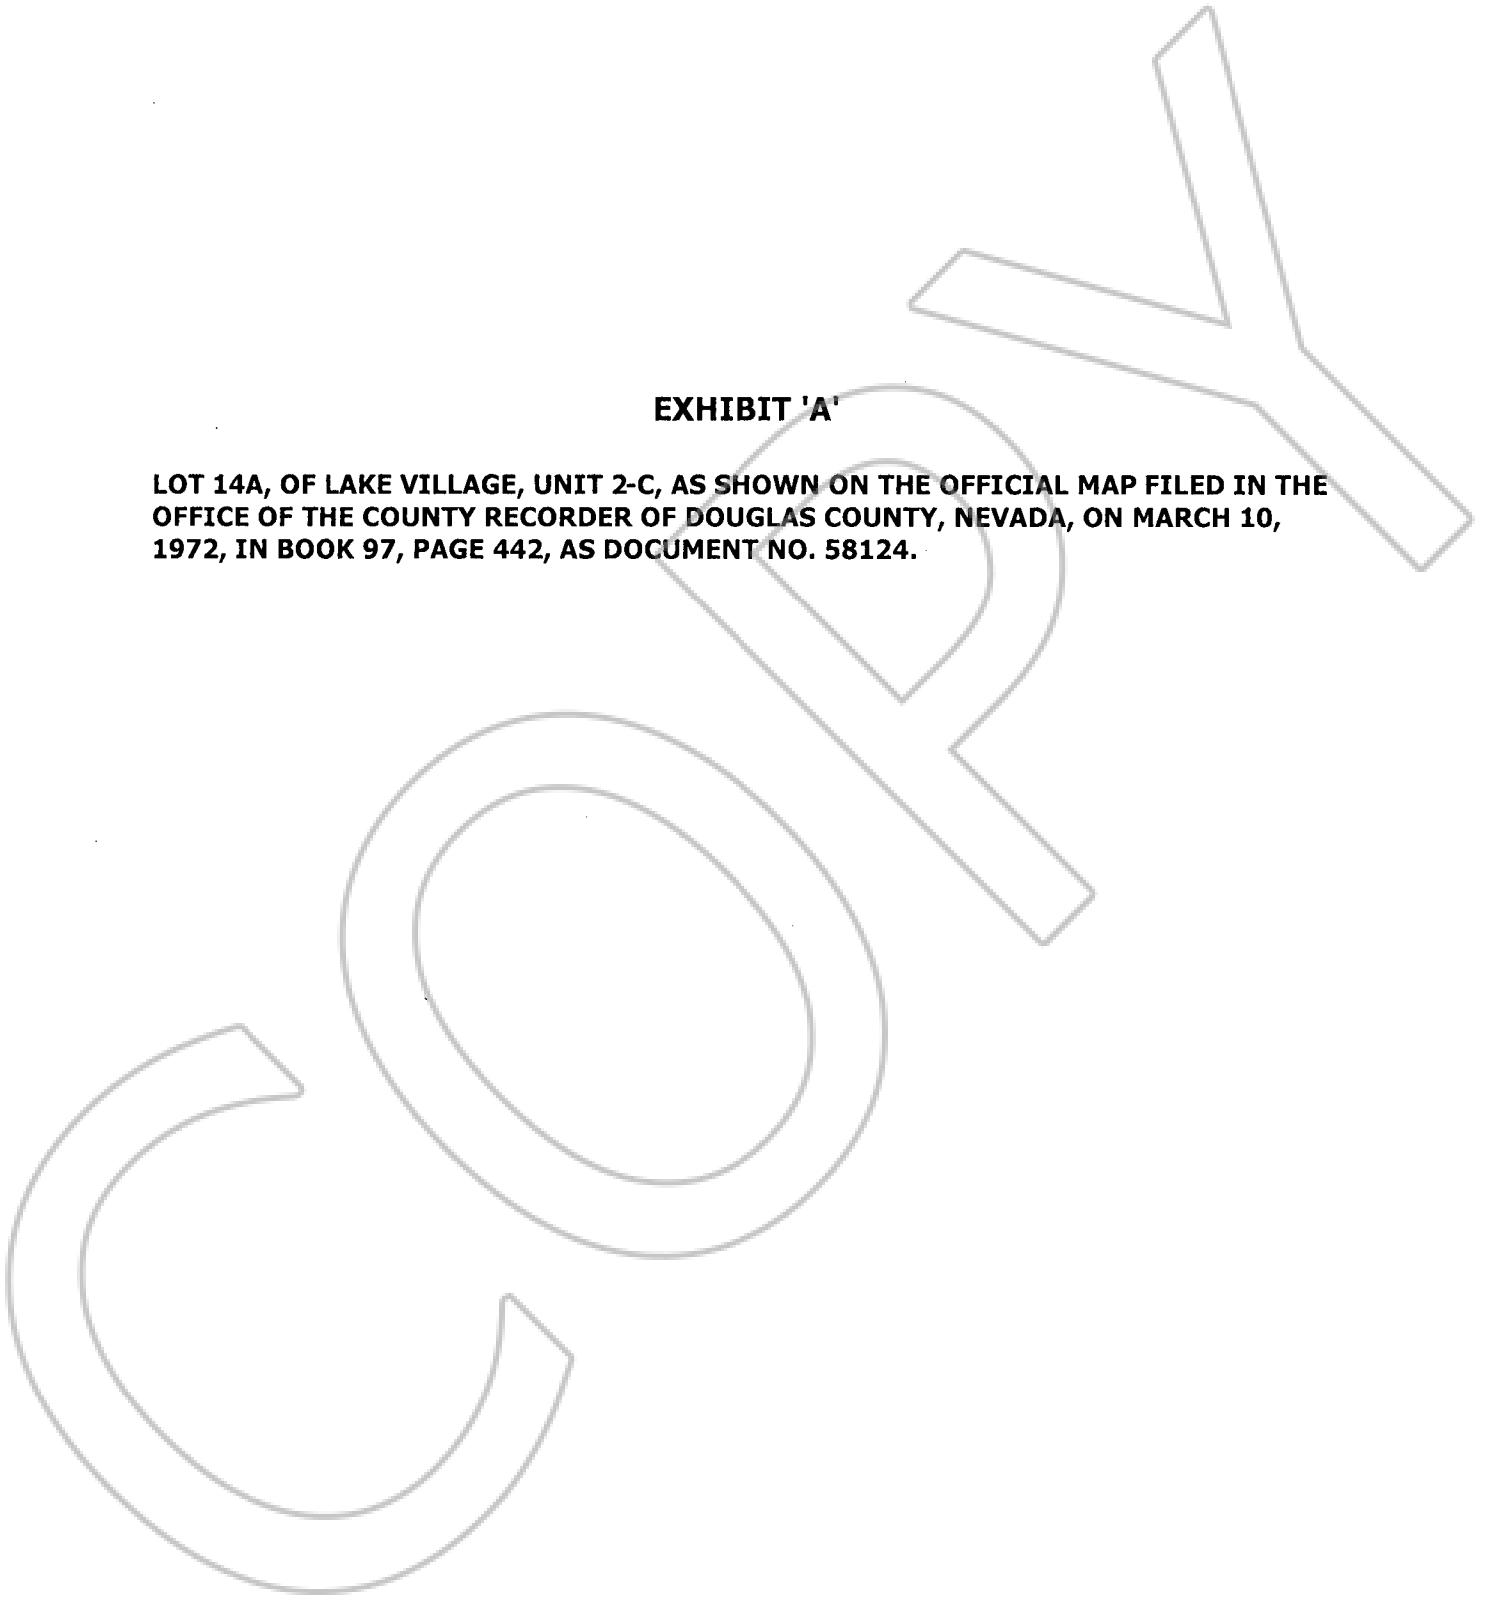 EXHIBIT 'A'
LOT 14A, OF LAKE VILLAGE, UNIT 2-C, AS SHOWN ON THE OFFICIAL MAP FILED IN THE
OFFICE OF THE COUNTY RECORDER OF DOUGLAS COUNTY, NEVADA, ON MARCH 10,
1972, IN BOOK 97, PAGE 442, AS DOCUMENT NO. 58124.
COPY